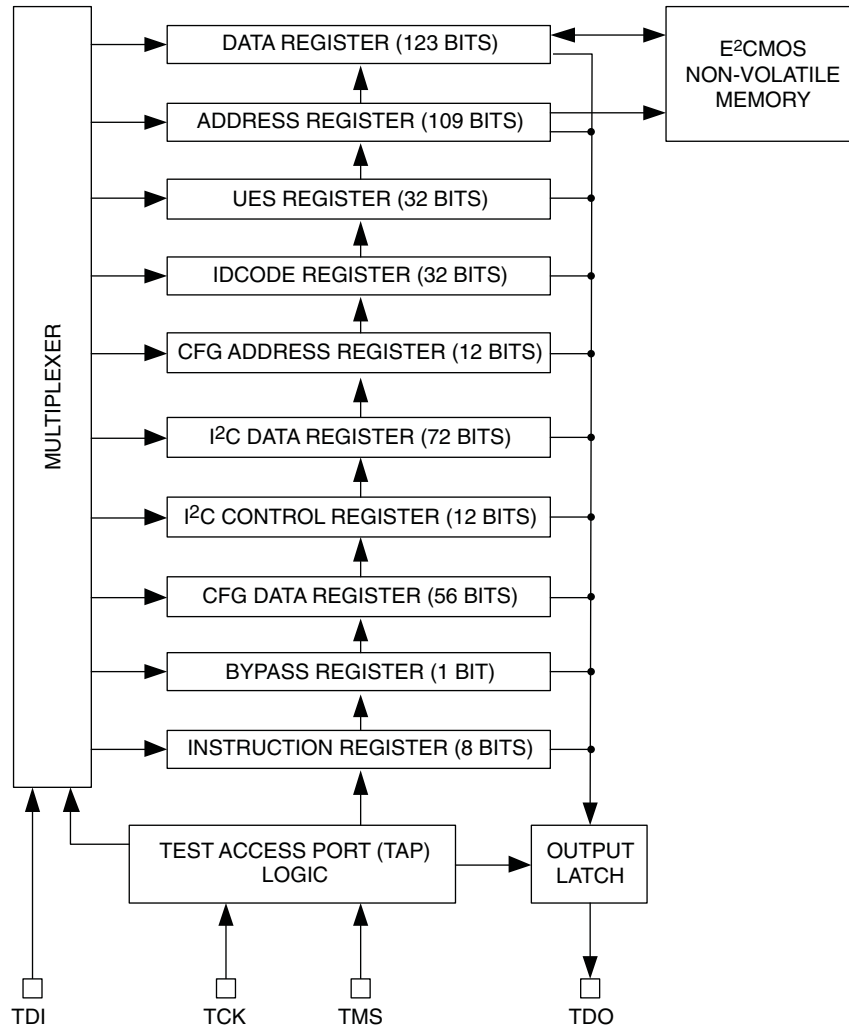 DATA REGISTER (123 BITS)
E²CMOS
NON-VOLATILE
MEMORY
ADDRESS REGISTER (109 BITS)
UES REGISTER (32 BITS)
IDCODE REGISTER (32 BITS)
CFG ADDRESS REGISTER (12 BITS)
MULTIPLEXER
I²C DATA REGISTER (72 BITS)
I²C CONTROL REGISTER (12 BITS)
CFG DATA REGISTER (56 BITS)
BYPASS REGISTER (1 BIT)
INSTRUCTION REGISTER (8 BITS)
TEST ACCESS PORT (TAP)
LOGIC
OUTPUT
LATCH
TDI
TCK
TMS
TDO